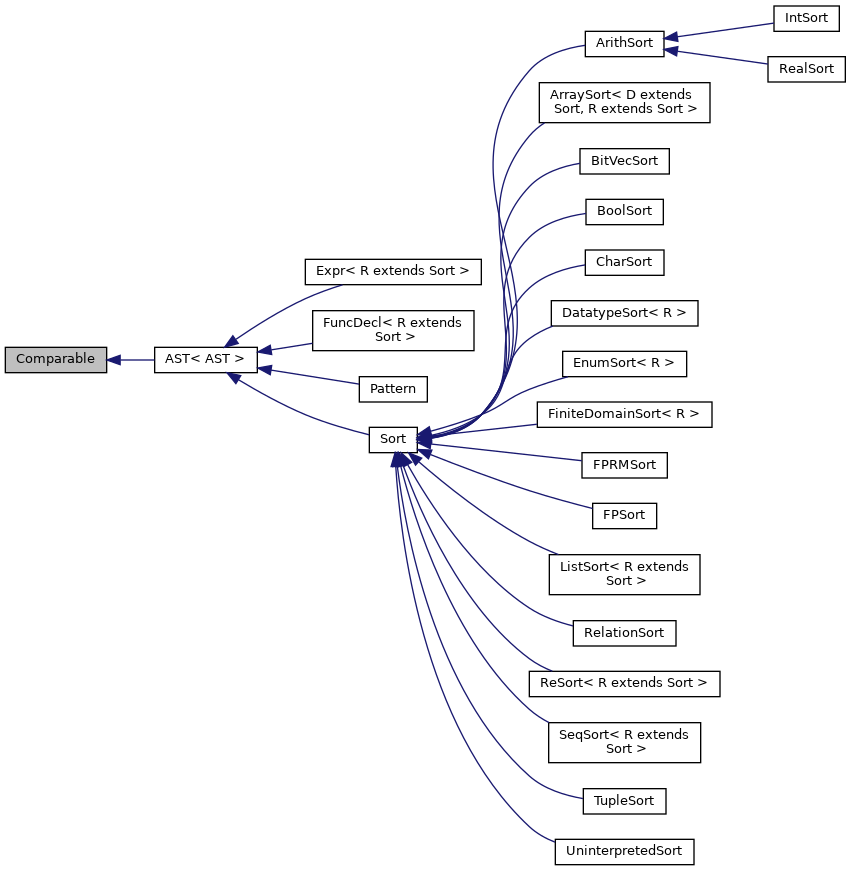 IntSort
ArithSort
RealSort
ArraySort< D extends
Sort, R extends Sort >
BitVecSort
BoolSort
CharSort
Expr< R extends Sort >
DatatypeSort< R >
FuncDecl< R extends
Sort >
Comparable
AST< AST >
EnumSort< R >
Pattern
FiniteDomainSort< R >
Sort
FPRMSort
FPSort
ListSort< R extends
Sort >
RelationSort
ReSort< R extends Sort >
SeqSort< R extends
Sort >
TupleSort
UninterpretedSort